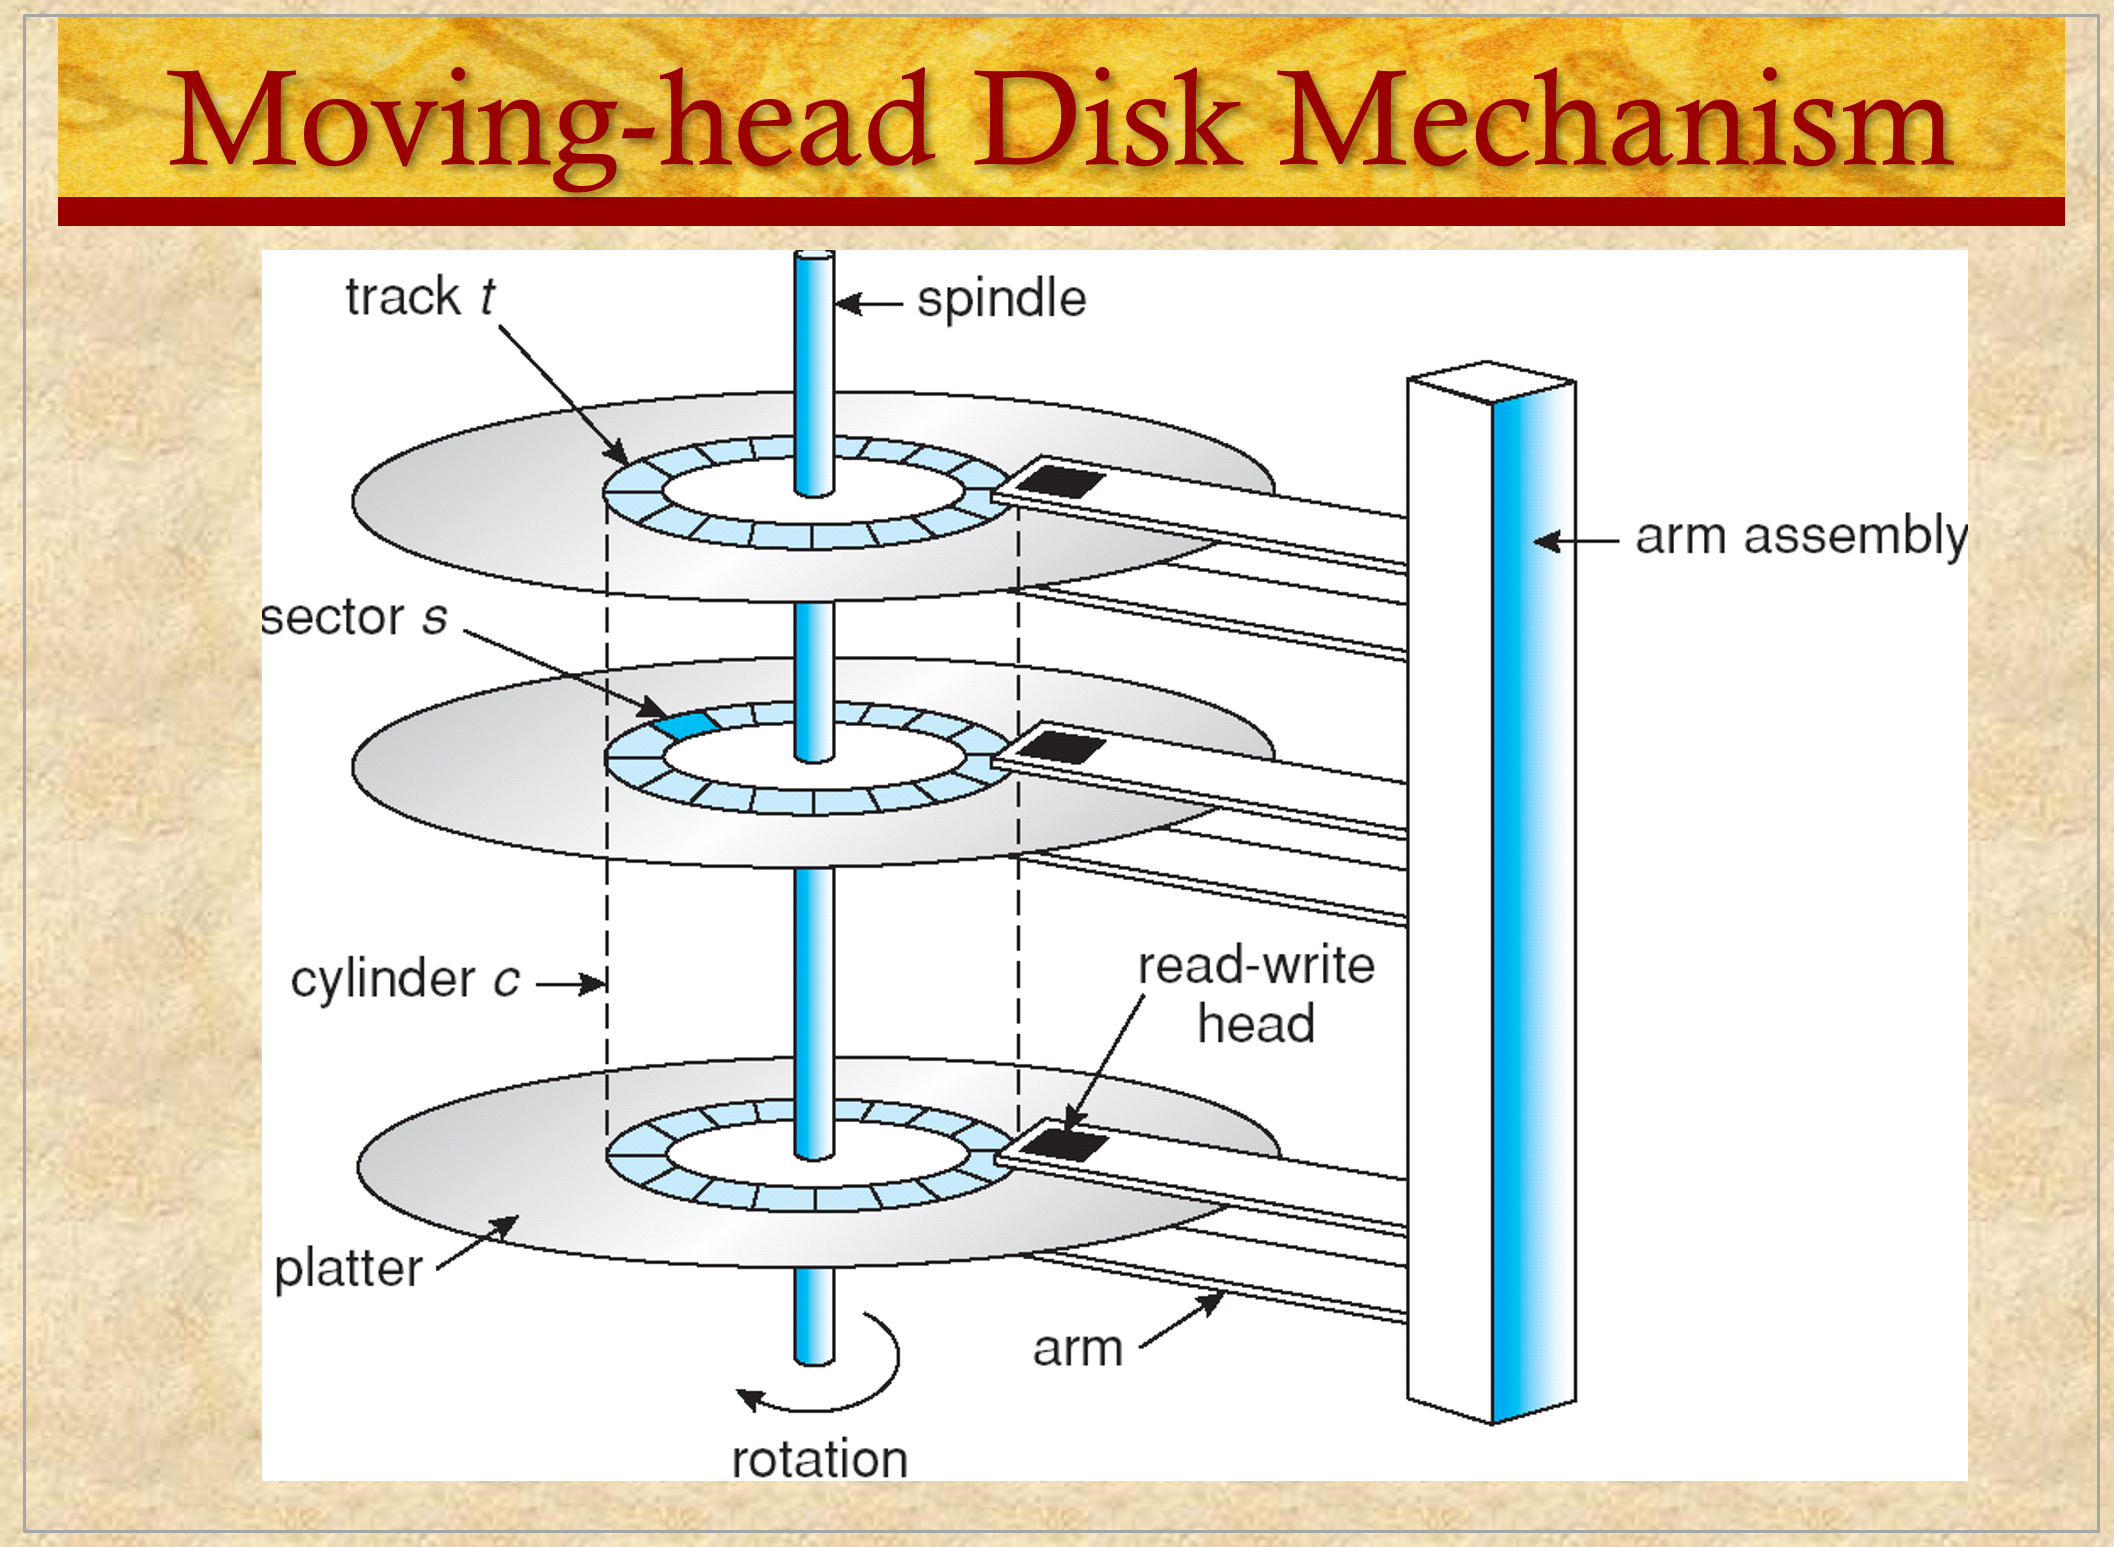 Moving-head Disk Mechanism
track t
spindle
arm assembly
sector s
cylinder c
read-write
head
platter
arm
rotation